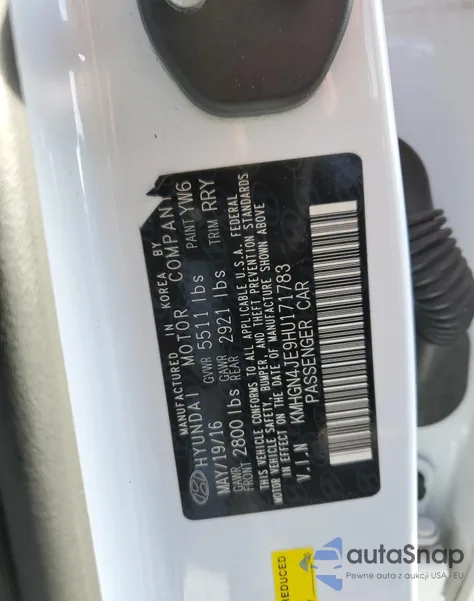 MANUFACTURED IN KOREA BY
HYUNDAI MOTOR COMPAN
MAY/19/16 GVWR 5511 lbs PAINT YW6
GAWR FRONT 2800 lbs GAWR REAR 2921 lbs TRIM RRY
THIS VEHICLE CONFORMS TO ALL APPLICABLE U.S.A. FEDERAL
MOTOR VEHICLE SAFETY, BUMPER, AND THEFT PREVENTION STANDARDS
IN EFFECT ON THE DATE OF MANUFACTURE SHOWN ABOVE
V.I.N KMHGN4JE9HU171783
PASSENGER CAR
REDUCED
autoSnap
Pewne auta z aukcji USA i EU